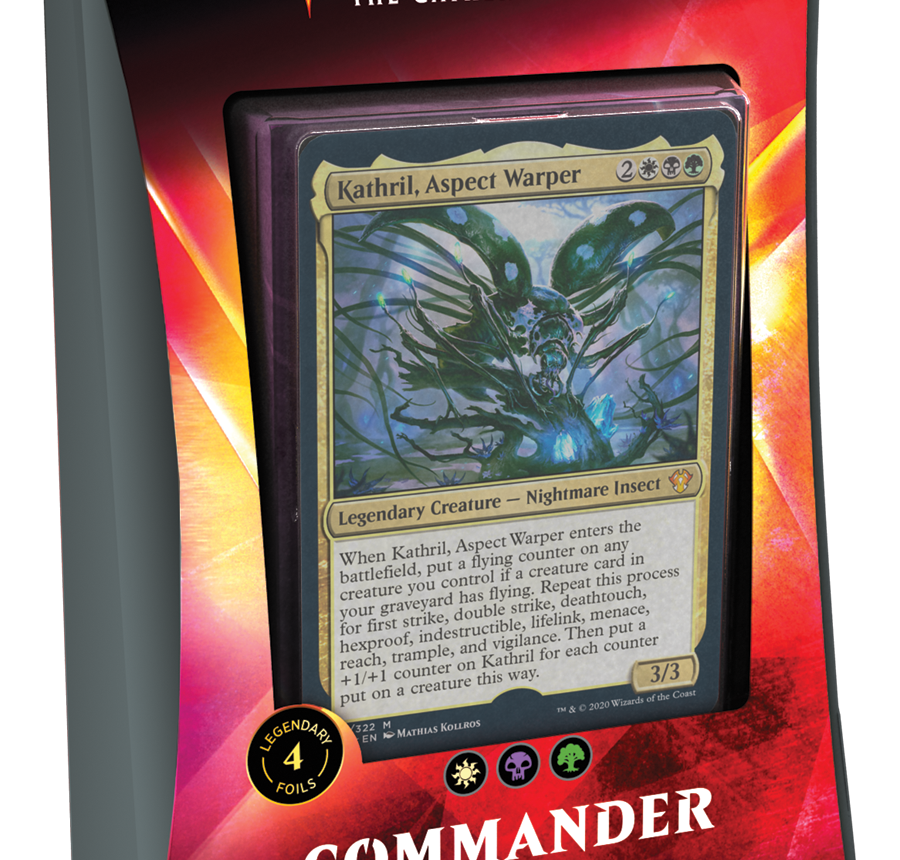 THE
Kathril, Aspect Warper 2
Legendary Creature — Nightmare Insect
When Kathril, Aspect Warper enters the
battlefield, put a flying counter on any
creature you control if a creature card in
your graveyard has flying. Repeat this process
for first strike, double strike, deathtouch,
hexproof, indestructible, lifelink, menace,
reach, trample, and vigilance. Then put a
+1/+1 counter on Kathril for each counter
put on a creature this way.
3/3
/322 M
EN Mathias Kollros
™ & © 2020 Wizards of the Coast
LEGENDARY
4
FOILS
COMMANDER